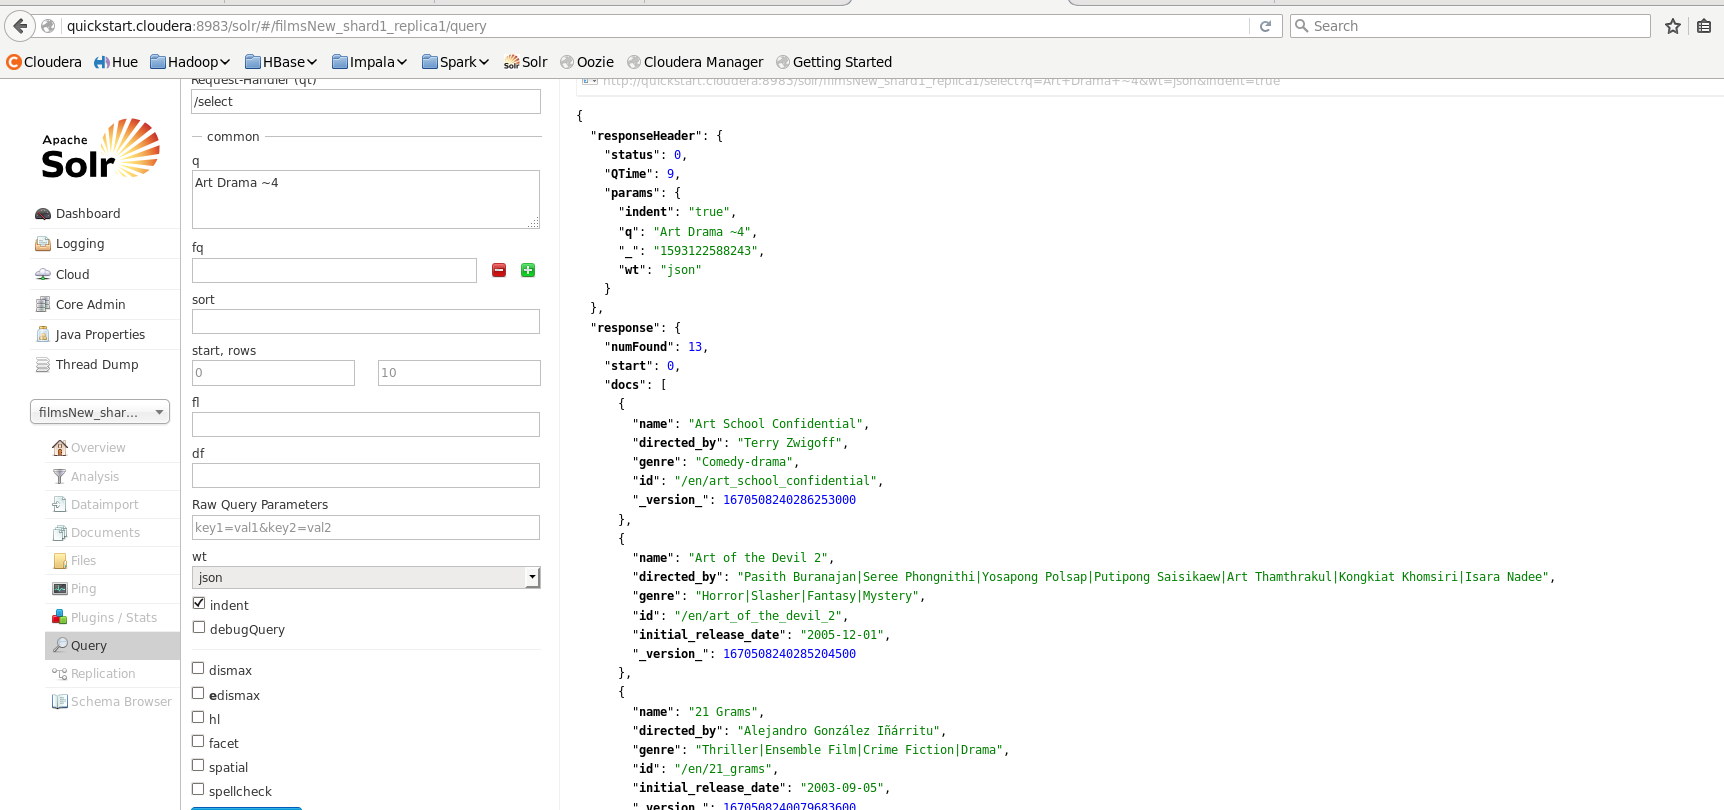 quickstart.cloudera:8983/solr/#/filmsNew_shard1_replica1/query
Search
Cloudera
Hue
Hadoop
HBase
Impala
Spark
Solr
Oozie
Cloudera Manager
Getting Started
Apache
Solr
Dashboard
Logging
Cloud
Core Admin
Java Properties
Thread Dump
filmsNew_shar...
Overview
Analysis
Dataimport
Documents
Files
Ping
Plugins / Stats
Query
Replication
Schema Browser
Request-Handler (qt)
/select
common
q
Art Drama ~4
fq
sort
start, rows
0
10
fl
df
Raw Query Parameters
key1=val1&key2=val2
wt
json
indent
debugQuery
dismax
edismax
hl
facet
spatial
spellcheck
http://quickstart.cloudera:8983/solr/filmsNew_shard1_replica1/select?q=Art+Drama+~4&wt=json&indent=true
{
"responseHeader": {
"status": 0,
"QTime": 9,
"params": {
"indent": "true",
"q": "Art Drama ~4",
"_": "1593122588243",
"wt": "json"
}
},
"response": {
"numFound": 13,
"start": 0,
"docs": [
{
"name": "Art School Confidential",
"directed_by": "Terry Zwigoff",
"genre": "Comedy-drama",
"id": "/en/art_school_confidential",
"_version_": 1670508240286253000
},
{
"name": "Art of the Devil 2",
"directed_by": "Pasith Buranajan|Seree Phongnithi|Yosapong Polsap|Putipong Saisikaew|Art Thamthrakul|Kongkiat Khomsiri|Isara Nadee",
"genre": "Horror|Slasher|Fantasy|Mystery",
"id": "/en/art_of_the_devil_2",
"initial_release_date": "2005-12-01",
"_version_": 1670508240285204500
},
{
"name": "21 Grams",
"directed_by": "Alejandro González Iñárritu",
"genre": "Thriller|Ensemble Film|Crime Fiction|Drama",
"id": "/en/21_grams",
"initial_release_date": "2003-09-05",
"_version_": 1670508240079683600